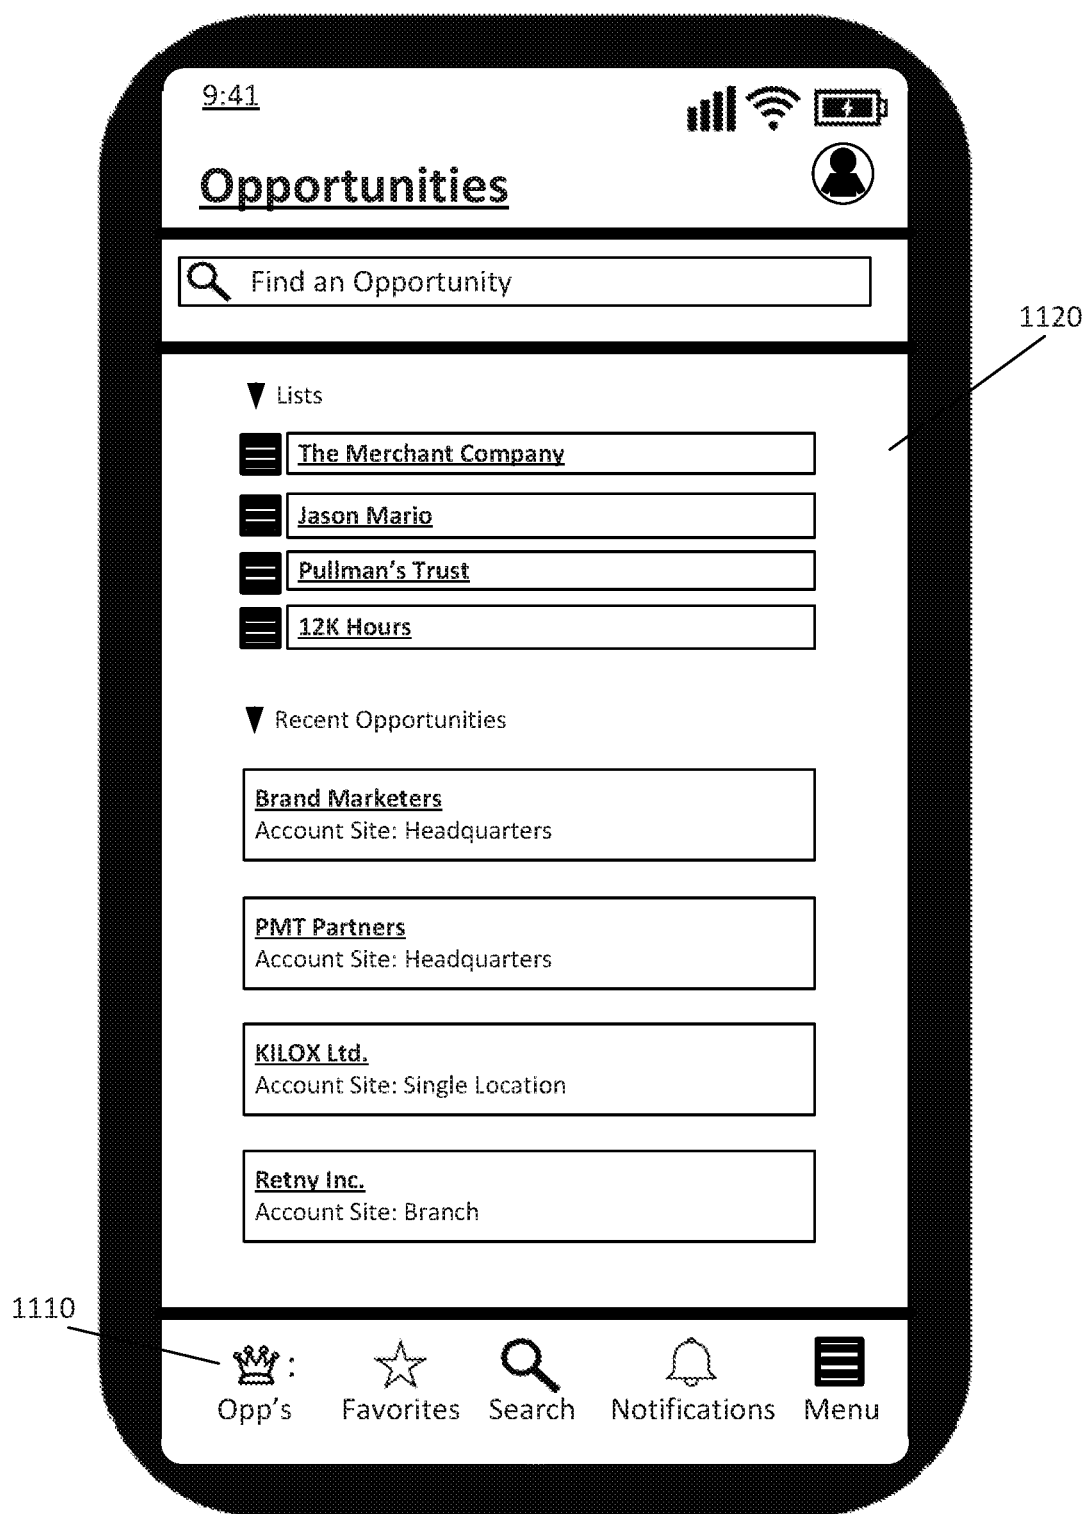 9:41
Opportunities
Find an Opportunity
1120
Lists
The Merchant Company
Jason Mario
Pullman's Trust
12K Hours
Recent Opportunities
Brand Marketers
Account Site: Headquarters
PMT Partners
Account Site: Headquarters
KILOX Ltd.
Account Site: Single Location
Retny Inc.
Account Site: Branch
1110
:
Opp's Favorites Search Notifications Menu